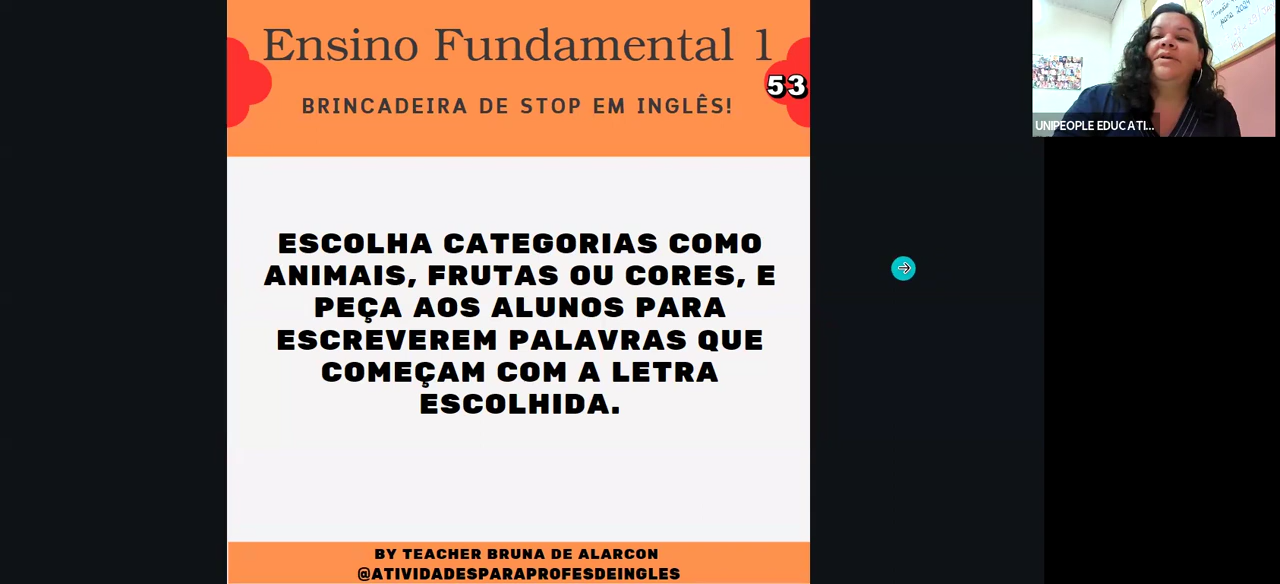 Ensino Fundamental 1
53
BRINCADEIRA DE STOP EM INGLÊS!
ESCOLHA CATEGORIAS COMO
ANIMAIS, FRUTAS OU CORES, E
PEÇA AOS ALUNOS PARA
ESCREVEREM PALAVRAS QUE
COMEÇAM COM A LETRA
ESCOLHIDA.
BY TEACHER BRUNA DE ALARCON
@ATIVIDADESPARAPROFESDEINGLES
UNIPEOPLE EDUCATI...